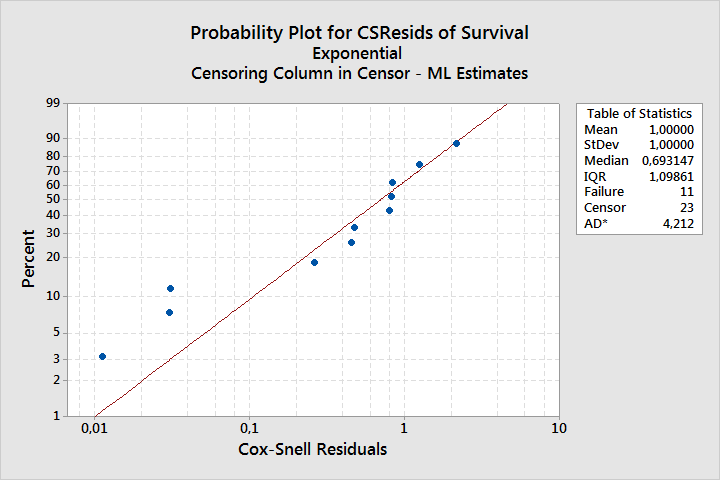 Probability Plot for CSResids of Survival
Exponential
Censoring Column in Censor - ML Estimates
Table of Statistics
Mean 1,00000
StDev 1,00000
Median 0,693147
IQR 1,09861
Failure 11
Censor 23
AD* 4,212
Percent
99
90
80
70
60
50
40
30
20
10
5
3
2
1
0,01 0,1 1 10
Cox-Snell Residuals